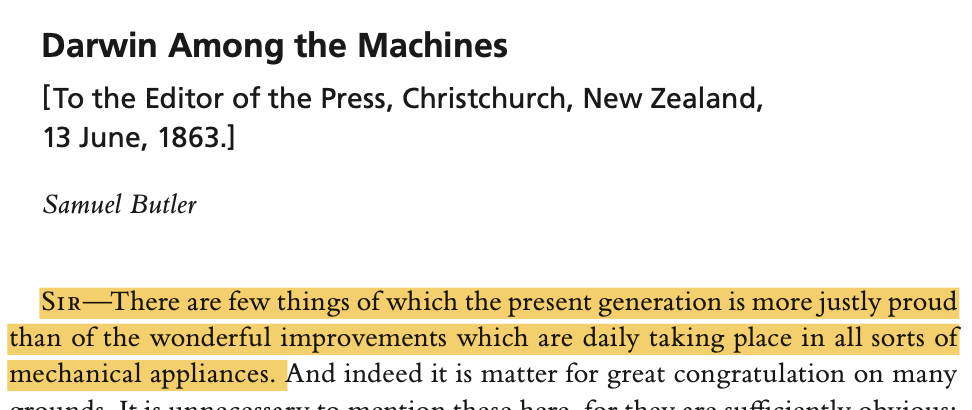 Darwin Among the Machines
[To the Editor of the Press, Christchurch, New Zealand,
13 June, 1863.]
Samuel Butler
SIR—There are few things of which the present generation is more justly proud
than of the wonderful improvements which are daily taking place in all sorts of
mechanical appliances. And indeed it is matter for great congratulation on many
grounds. It is unnecessary to mention these here, for they are sufficiently obvious;